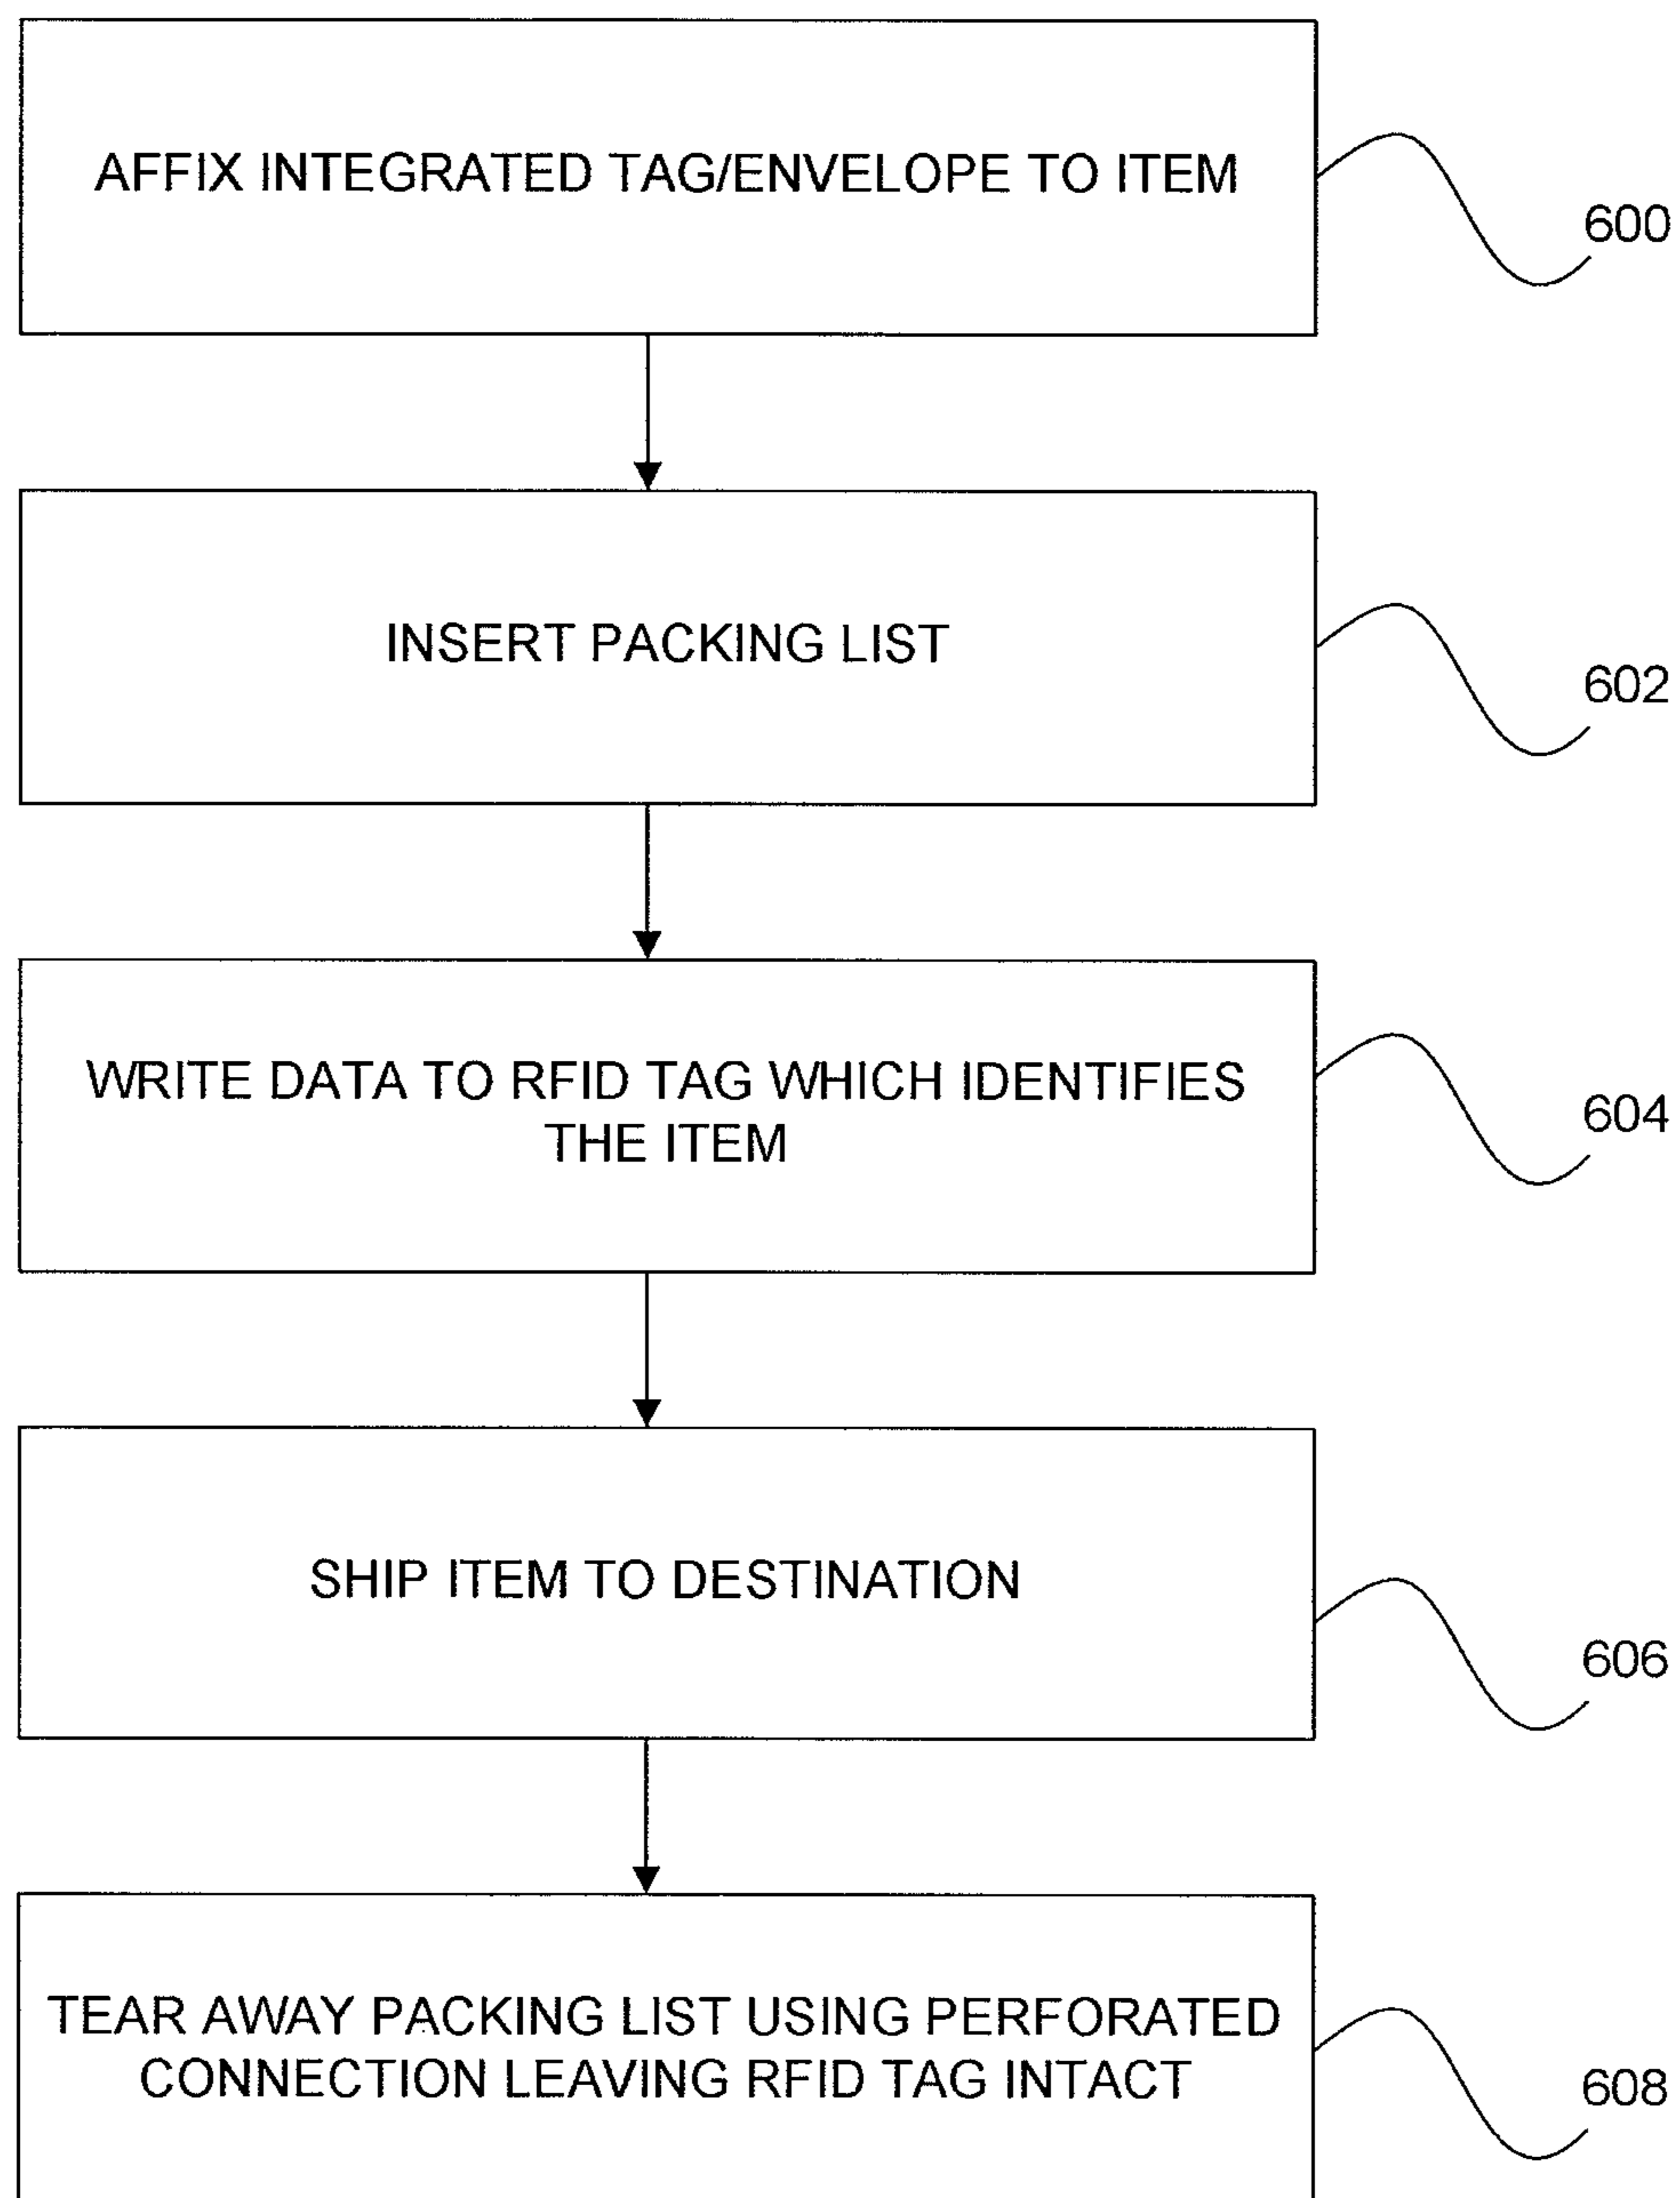 AFFIX INTEGRATED TAG/ENVELOPE TO ITEM
600
INSERT PACKING LIST
602
WRITE DATA TO RFID TAG WHICH IDENTIFIES
THE ITEM
604
SHIP ITEM TO DESTINATION
606
TEAR AWAY PACKING LIST USING PERFORATED
CONNECTION LEAVING RFID TAG INTACT
608